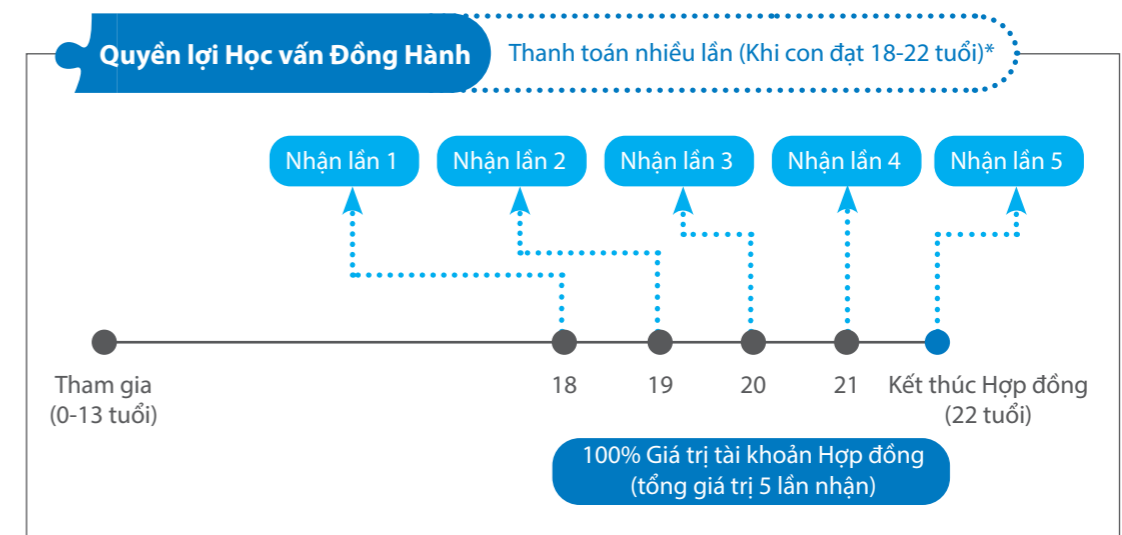 Quyền lợi Học vấn Đồng Hành
Thanh toán nhiều lần (Khi con đạt 18-22 tuổi)*
Nhận lần 1
Nhận lần 2
Nhận lần 3
Nhận lần 4
Nhận lần 5
Tham gia
(0-13 tuổi)
18
19
20
21
Kết thúc Hợp đồng
(22 tuổi)
100% Giá trị tài khoản Hợp đồng
(tổng giá trị 5 lần nhận)